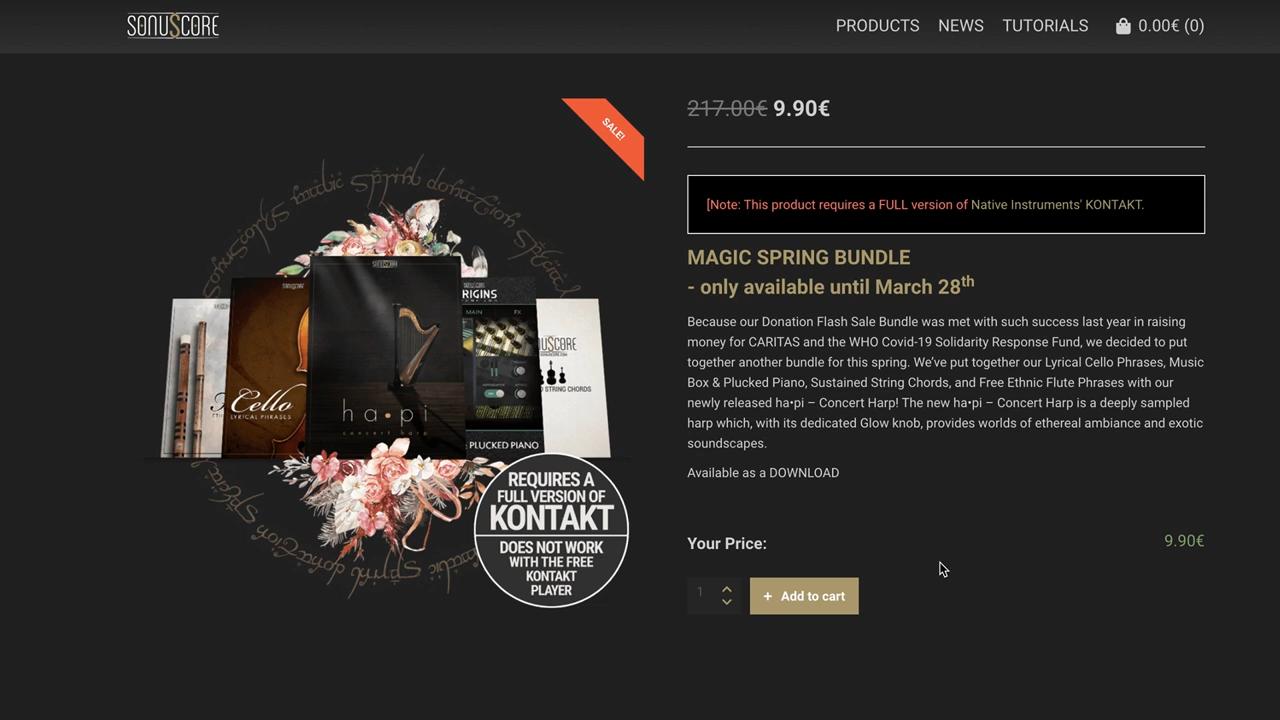 SONUSCORE
PRODUCTS NEWS TUTORIALS 0.00€ (0)
SALE!
217.00€ 9.90€
[Note: This product requires a FULL version of Native Instruments' KONTAKT.
MAGIC SPRING BUNDLE
- only available until March 28th
Because our Donation Flash Sale Bundle was met with such success last year in raising
money for CARITAS and the WHO Covid-19 Solidarity Response Fund, we decided to put
together another bundle for this spring. We've put together our Lyrical Cello Phrases, Music
Box & Plucked Piano, Sustained String Chords, and Free Ethnic Flute Phrases with our
newly released ha•pi – Concert Harp! The new ha•pi – Concert Harp is a deeply sampled
harp which, with its dedicated Glow knob, provides worlds of ethereal ambiance and exotic
soundscapes.
Available as a DOWNLOAD
Your Price: 9.90€
1
+ Add to cart
Cello
LYRICAL PHRASES
SONUSCORE
ha•pi
concert harp
RIGINS
MAIN FX
PLUCKED PIANO
STRING CHORDS
REQUIRES A
FULL VERSION OF
KONTAKT
DOES NOT WORK
WITH THE FREE
KONTAKT
PLAYER